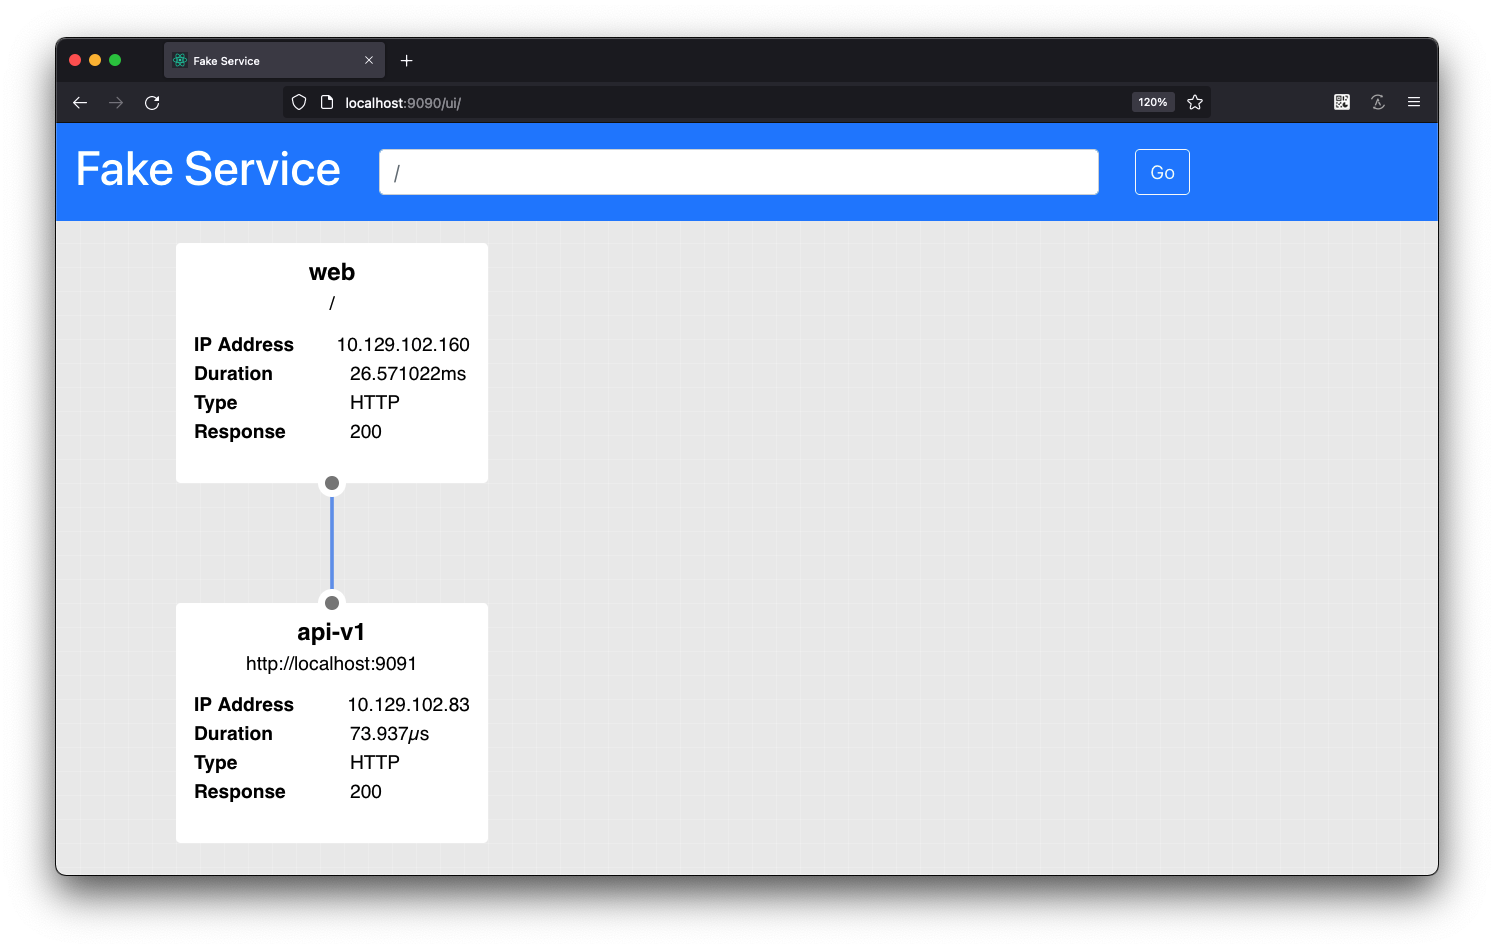 Fake Service
localhost:9090/ui/
120%
Fake Service
/
Go
web
/
IP Address 10.129.102.160
Duration 26.571022ms
Type HTTP
Response 200
api-v1
http://localhost:9091
IP Address 10.129.102.83
Duration 73.937µs
Type HTTP
Response 200